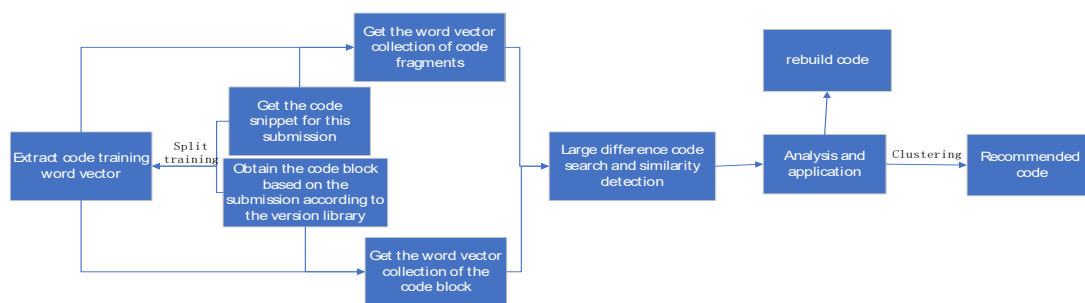 Get the word vector
collection of code
fragments
rebuild code
Get the code
snippet for this
submission
Extract code training
word vector
Split
training
Obtain the code block
based on the
submission according to
the version library
Large difference code
search and similarity
detection
Analysis and
application
Clustering
Recommended
code
Get the word vector
collection of the
code block